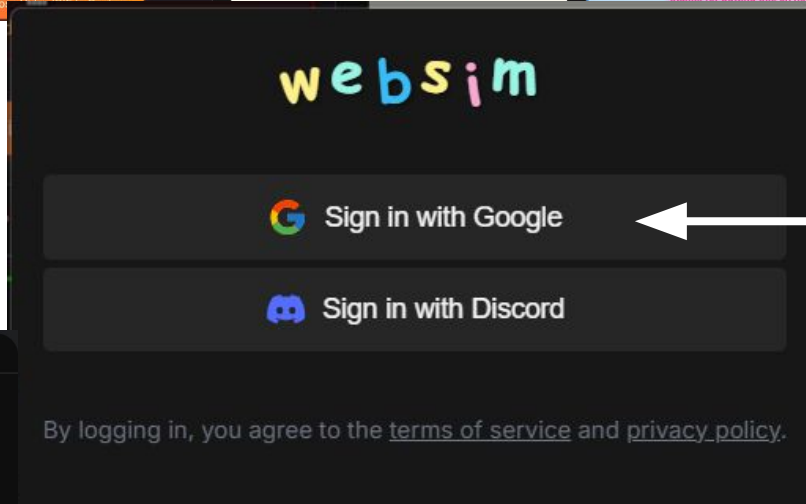 websim
Sign in with Google
Sign in with Discord
By logging in, you agree to the terms of service and privacy policy.